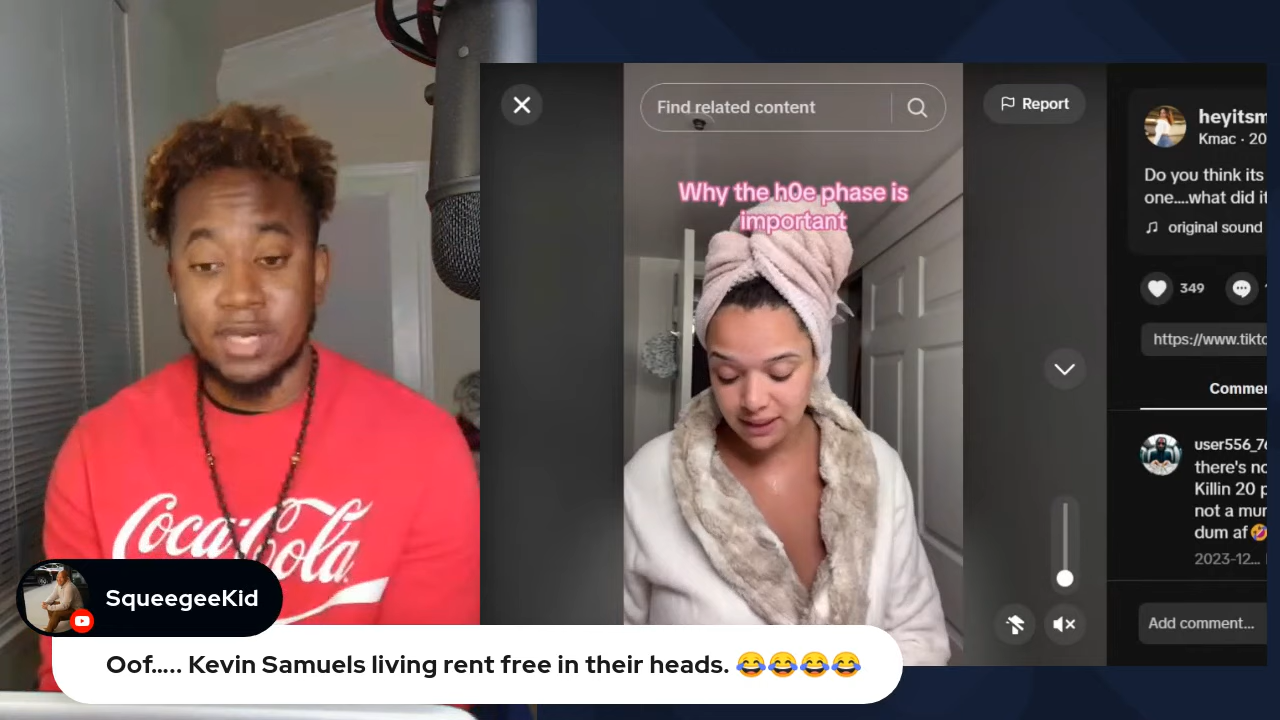 Find related content
Report
Why the h0e phase is
important
heyitsm
Kmac · 20
Do you think its
one....what did it
original sound
349
https://www.tikto
Comme
user556_76
there's no
Killin 20 p
not a mur
dum af 🤣
2023-12...
Add comment...
Coca-Cola
SqueegeeKid
Oof..... Kevin Samuels living rent free in their heads. 😂😂😂😂